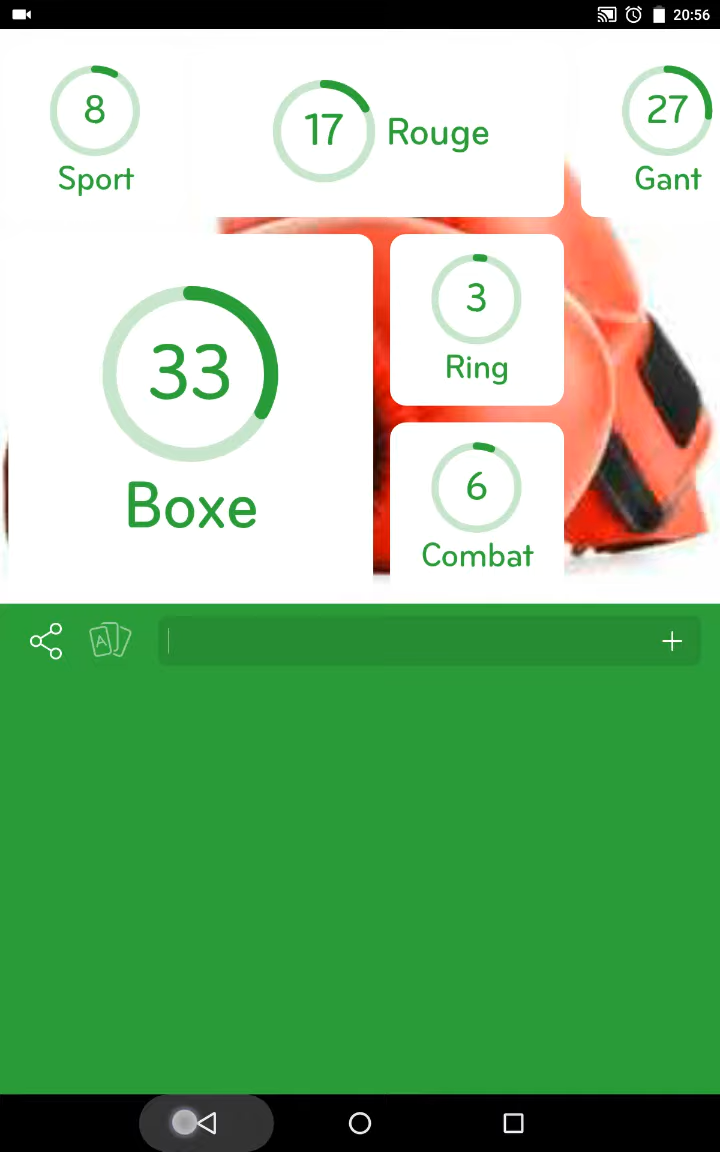 20:56
8
Sport
17 Rouge
27
Gant
33
Boxe
3
Ring
6
Combat
A